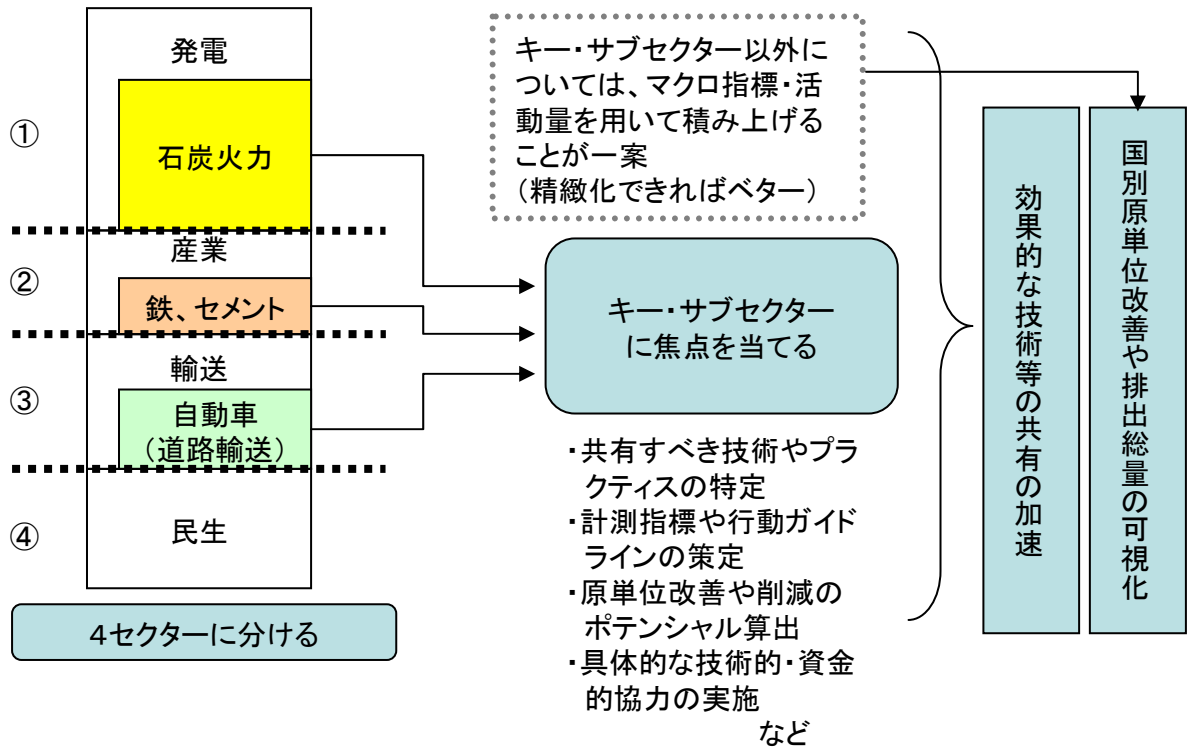 発電
①
石炭火力
産業
②
鉄、セメント
輸送
③
自動車
（道路輸送）
④
民生
４セクターに分ける
キー・サブセクター以外に
ついては、マクロ指標・活
動量を用いて積み上げる
ことが一案
（精緻化できればベター）
キー・サブセクター
に焦点を当てる
・共有すべき技術やプラ
クティスの特定
・計測指標や行動ガイド
ラインの策定
・原単位改善や削減の
ポテンシャル算出
・具体的な技術的・資金
的協力の実施
など
効果的な技術等の共有の加速
国別原単位改善や排出総量の可視化